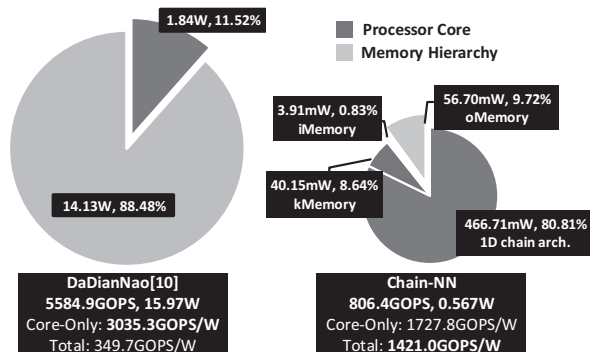 1.84W, 11.52%
Processor Core
Memory Hierarchy
56.70mW, 9.72%
oMemory
3.91mW, 0.83%
iMemory
40.15mW, 8.64%
kMemory
14.13W, 88.48%
466.71mW, 80.81%
1D chain arch.
DaDianNao[10]
5584.9GOPS, 15.97W
Core-Only: 3035.3GOPS/W
Total: 349.7GOPS/W
Chain-NN
806.4GOPS, 0.567W
Core-Only: 1727.8GOPS/W
Total: 1421.0GOPS/W